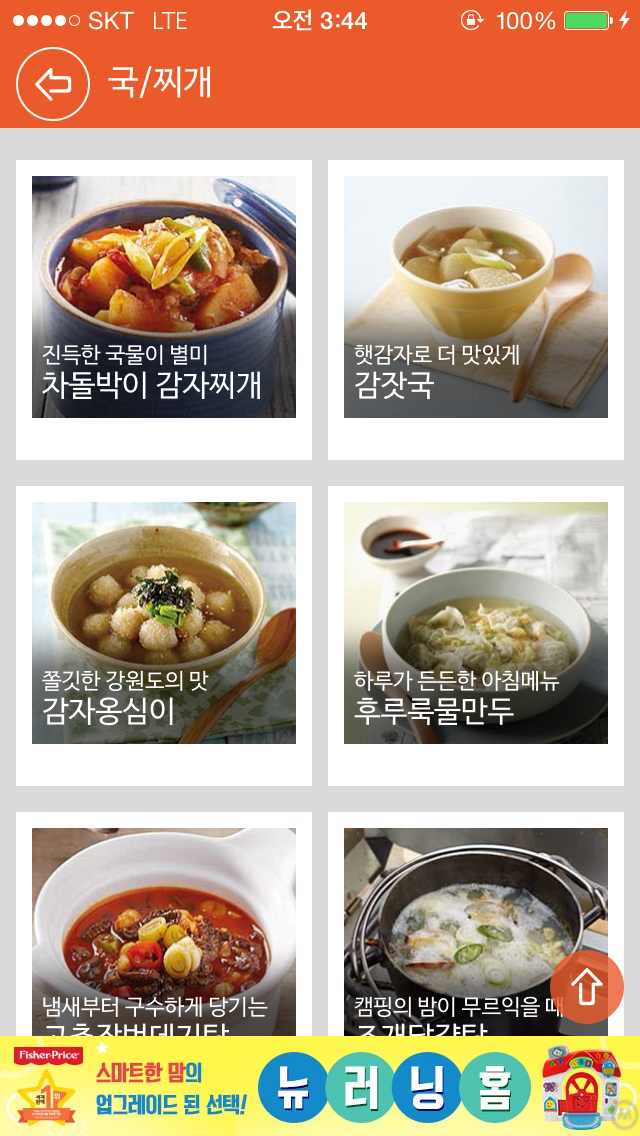 SKT LTE 오전 3:44 100%
국/찌개
진득한 국물이 별미
차돌박이 감자찌개
햇감자로 더 맛있게
감잣국
쫄깃한 강원도의 맛
감자옹심이
하루가 든든한 아침메뉴
후루룩물만두
냄새부터 구수하게 당기는
캠핑의 밤이 무르익을 때
Fisher-Price
스마트한 맘의
업그레이드 된 선택!
뉴 러닝 홈